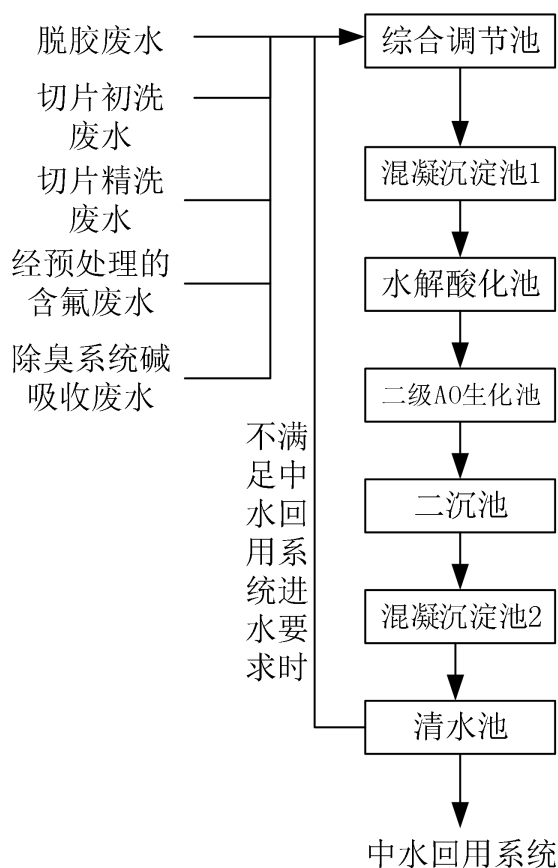 脱胶废水
切片初洗
废水
切片精洗
废水
经预处理的
含氟废水
除臭系统碱
吸收废水
不满
足中
水回
用系
统进
水要
求时
综合调节池
混凝沉淀池1
水解酸化池
二级AO生化池
二沉池
混凝沉淀池2
清水池
中水回用系统